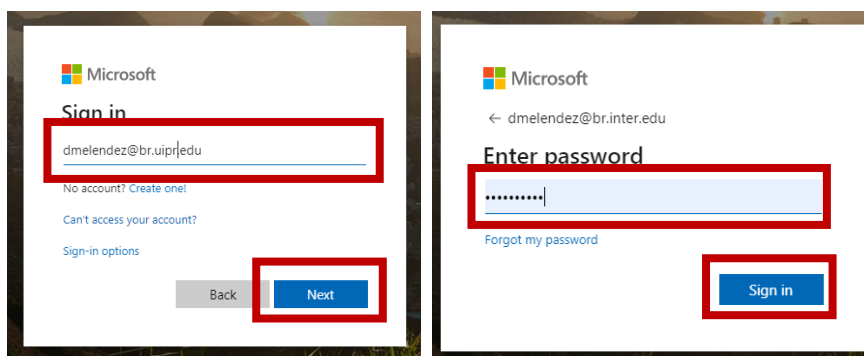 Microsoft
Sign in
dmelendez@br.uipr.edu
No account? Create one!
Can't access your account?
Sign-in options
Back
Next
Microsoft
← dmelendez@br.inter.edu
Enter password
••••••••••
Forgot my password
Sign in